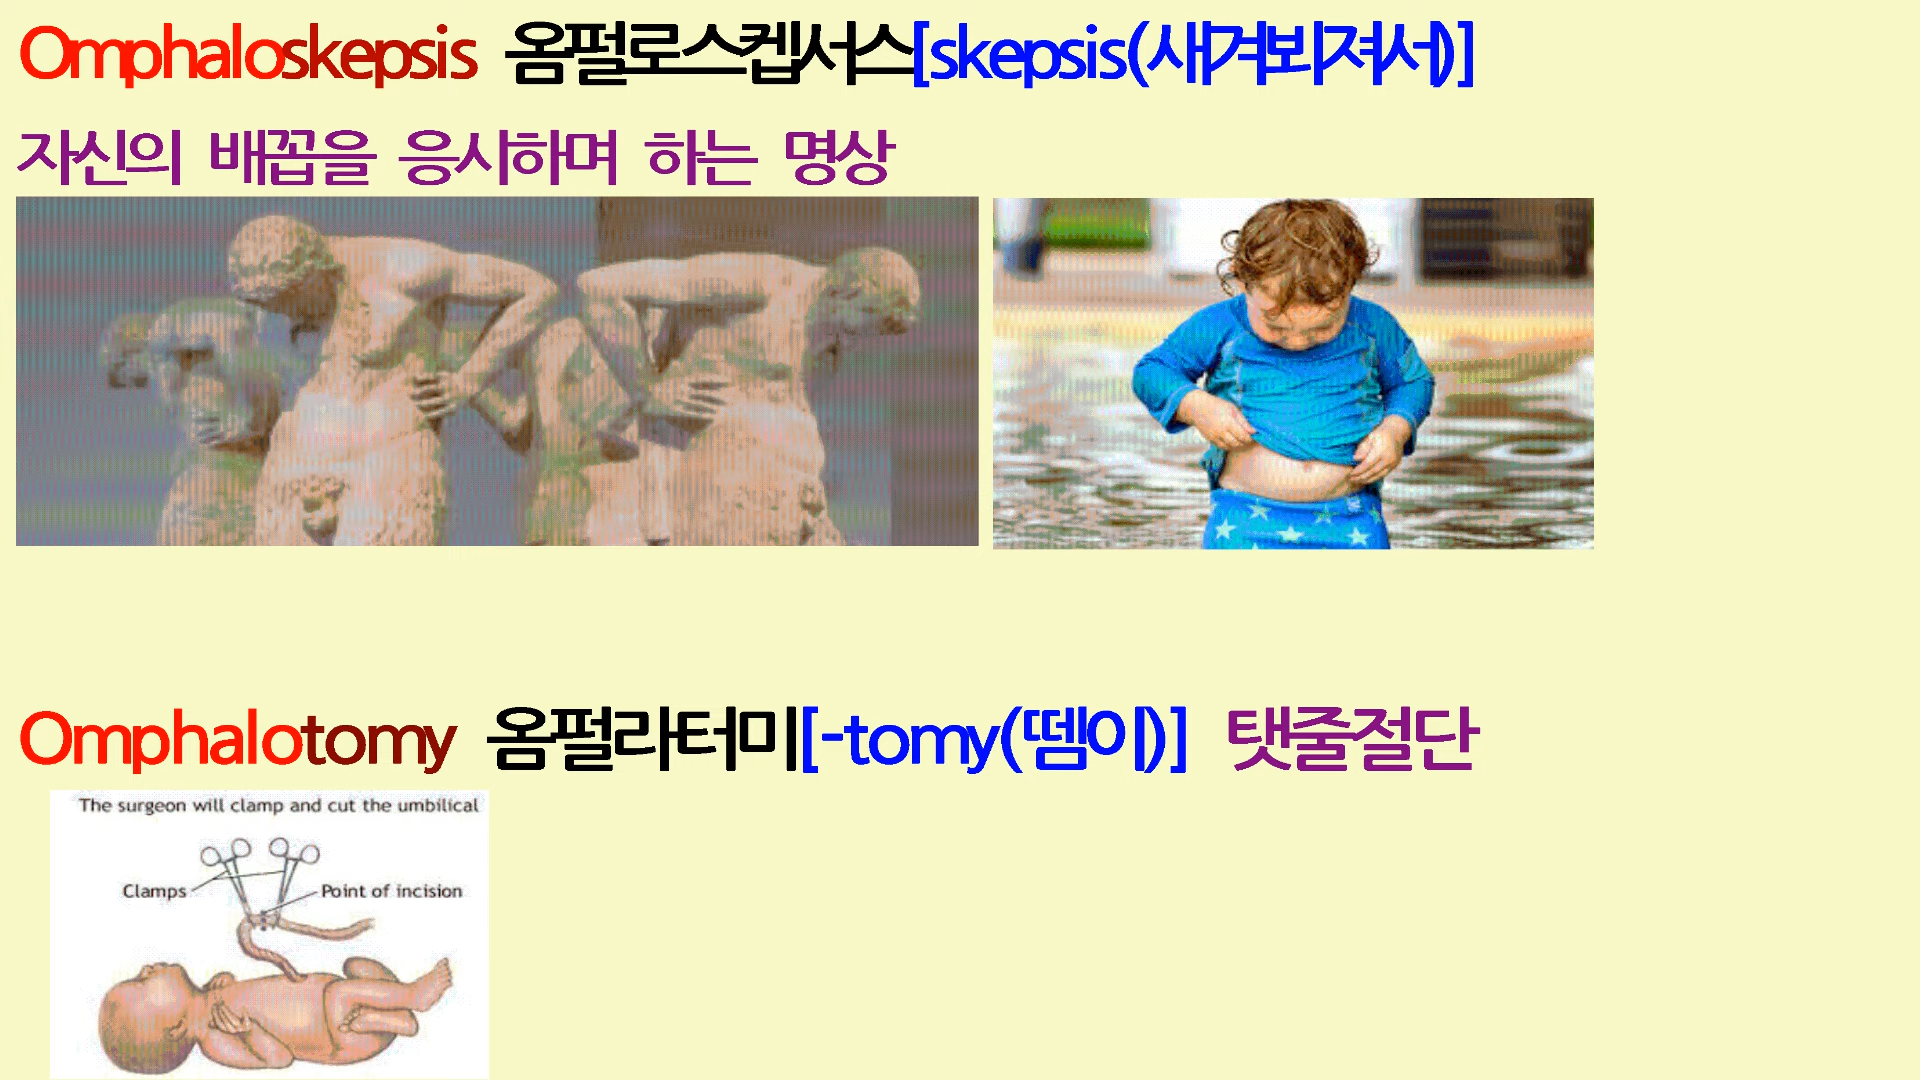 Omphaloskepsis 옴펄로스켑서스[skepsis(새겨봐져서)]
자신의 배꼽을 응시하며 하는 명상
Omphalotomy 옴펄라터미[-tomy(뗌이)] 탯줄절단
The surgeon will clamp and cut the umbilical
Clamps
Point of incision